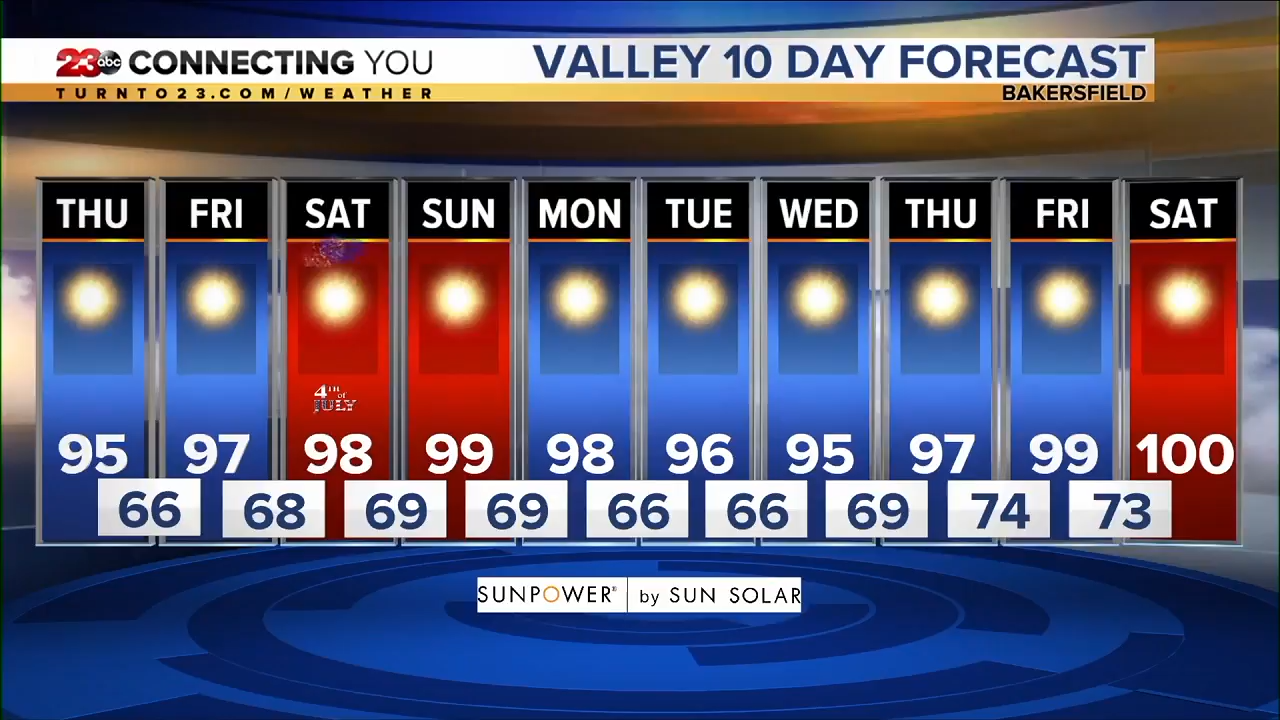 23 abc CONNECTING YOU
TURNTO23.COM/WEATHER
VALLEY 10 DAY FORECAST
BAKERSFIELD
THU FRI SAT SUN MON TUE WED THU FRI SAT
4TH of
JULY
95 97 98 99 98 96 95 97 99 100
66 68 69 69 66 66 69 74 73
SUNPOWER® | by SUN SOLAR